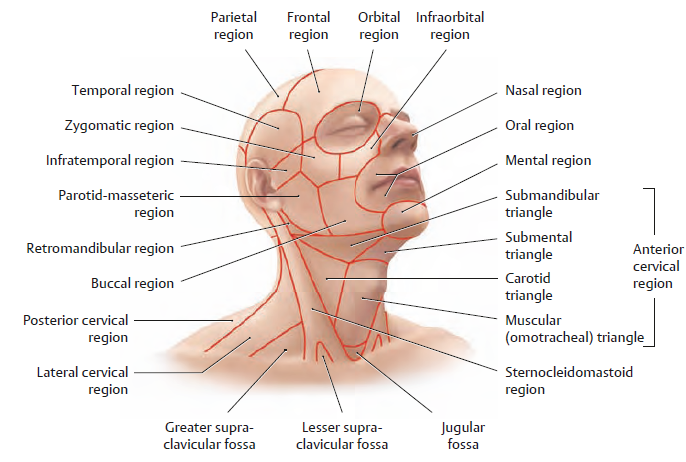 Parietal
region
Frontal
region
Orbital
region
Infraorbital
region
Temporal region
Zygomatic region
Infratemporal region
Parotid-masseteric
region
Retromandibular region
Buccal region
Posterior cervical
region
Lateral cervical
region
Nasal region
Oral region
Mental region
Submandibular
triangle
Submental
triangle
Carotid
triangle
Muscular
(omotracheal) triangle
Anterior
cervical
region
Sternocleidomastoid
region
Greater supra-
clavicular fossa
Lesser supra-
clavicular fossa
Jugular
fossa